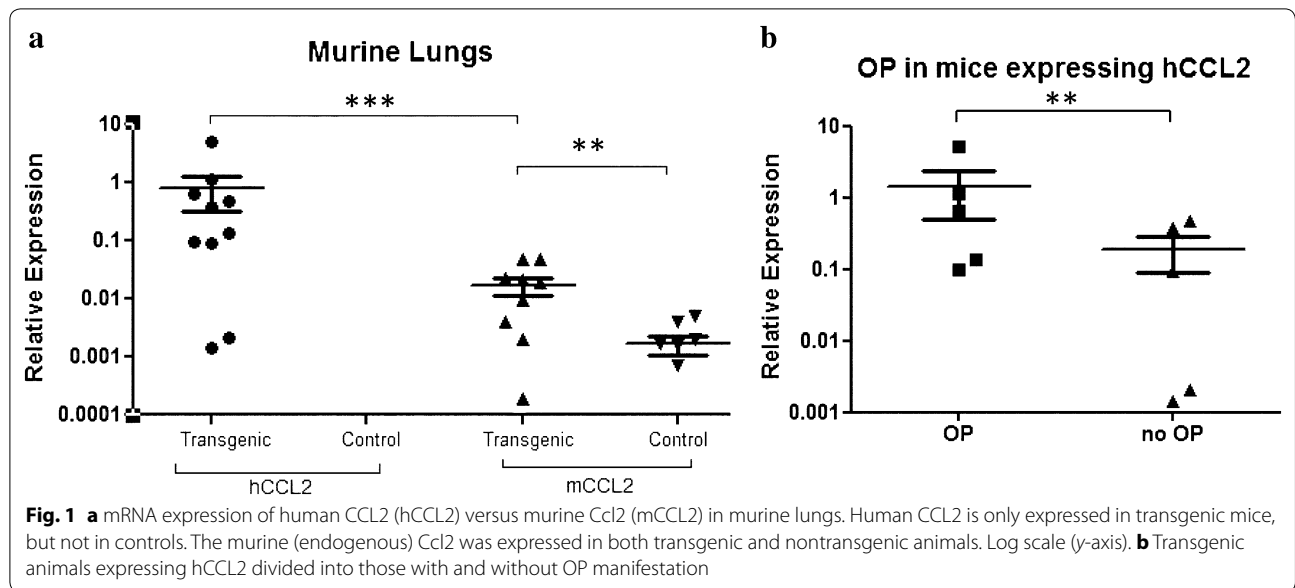 a
Murine Lungs
***
**
10
1
0.1
0.01
0.001
0.0001
Relative Expression
Transgenic Control Transgenic Control
hCCL2 mCCL2
b
OP in mice expressing hCCL2
**
10
1
0.1
0.01
0.001
Relative Expression
OP no OP
Fig. 1 a mRNA expression of human CCL2 (hCCL2) versus murine Ccl2 (mCCL2) in murine lungs. Human CCL2 is only expressed in transgenic mice,
but not in controls. The murine (endogenous) Ccl2 was expressed in both transgenic and nontransgenic animals. Log scale (y-axis). b Transgenic
animals expressing hCCL2 divided into those with and without OP manifestation